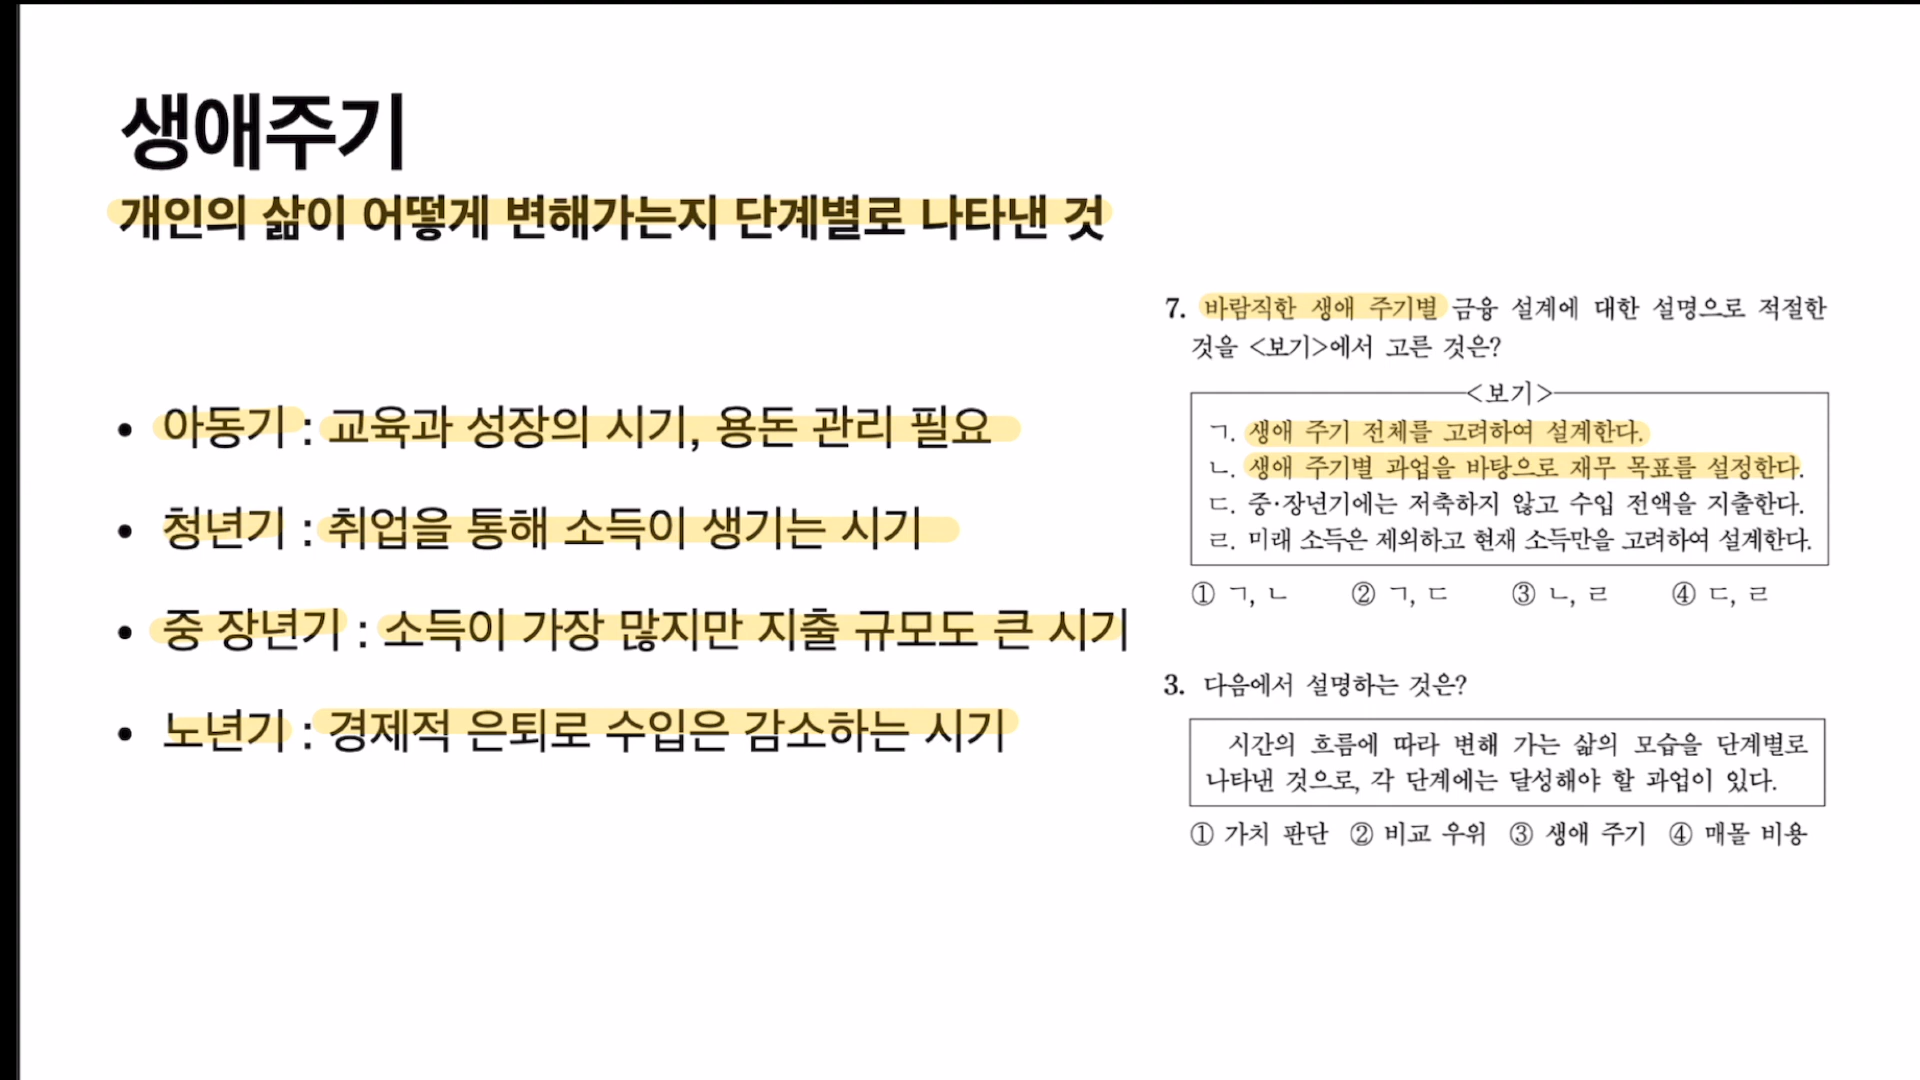 생애주기
개인의 삶이 어떻게 변해가는지 단계별로 나타낸 것
• 아동기 : 교육과 성장의 시기, 용돈 관리 필요
• 청년기 : 취업을 통해 소득이 생기는 시기
• 중 장년기 : 소득이 가장 많지만 지출 규모도 큰 시기
• 노년기 : 경제적 은퇴로 수입은 감소하는 시기
7. 바람직한 생애 주기별 금융 설계에 대한 설명으로 적절한
것을 <보기>에서 고른 것은?
<보기>
ㄱ. 생애 주기 전체를 고려하여 설계한다.
ㄴ. 생애 주기별 과업을 바탕으로 재무 목표를 설정한다.
ㄷ. 중·장년기에는 저축하지 않고 수입 전액을 지출한다.
ㄹ. 미래 소득은 제외하고 현재 소득만을 고려하여 설계한다.
① ㄱ, ㄴ ② ㄱ, ㄷ ③ ㄴ, ㄹ ④ ㄷ, ㄹ
3. 다음에서 설명하는 것은?
시간의 흐름에 따라 변해 가는 삶의 모습을 단계별로
나타낸 것으로, 각 단계에는 달성해야 할 과업이 있다.
① 가치 판단 ② 비교 우위 ③ 생애 주기 ④ 매몰 비용